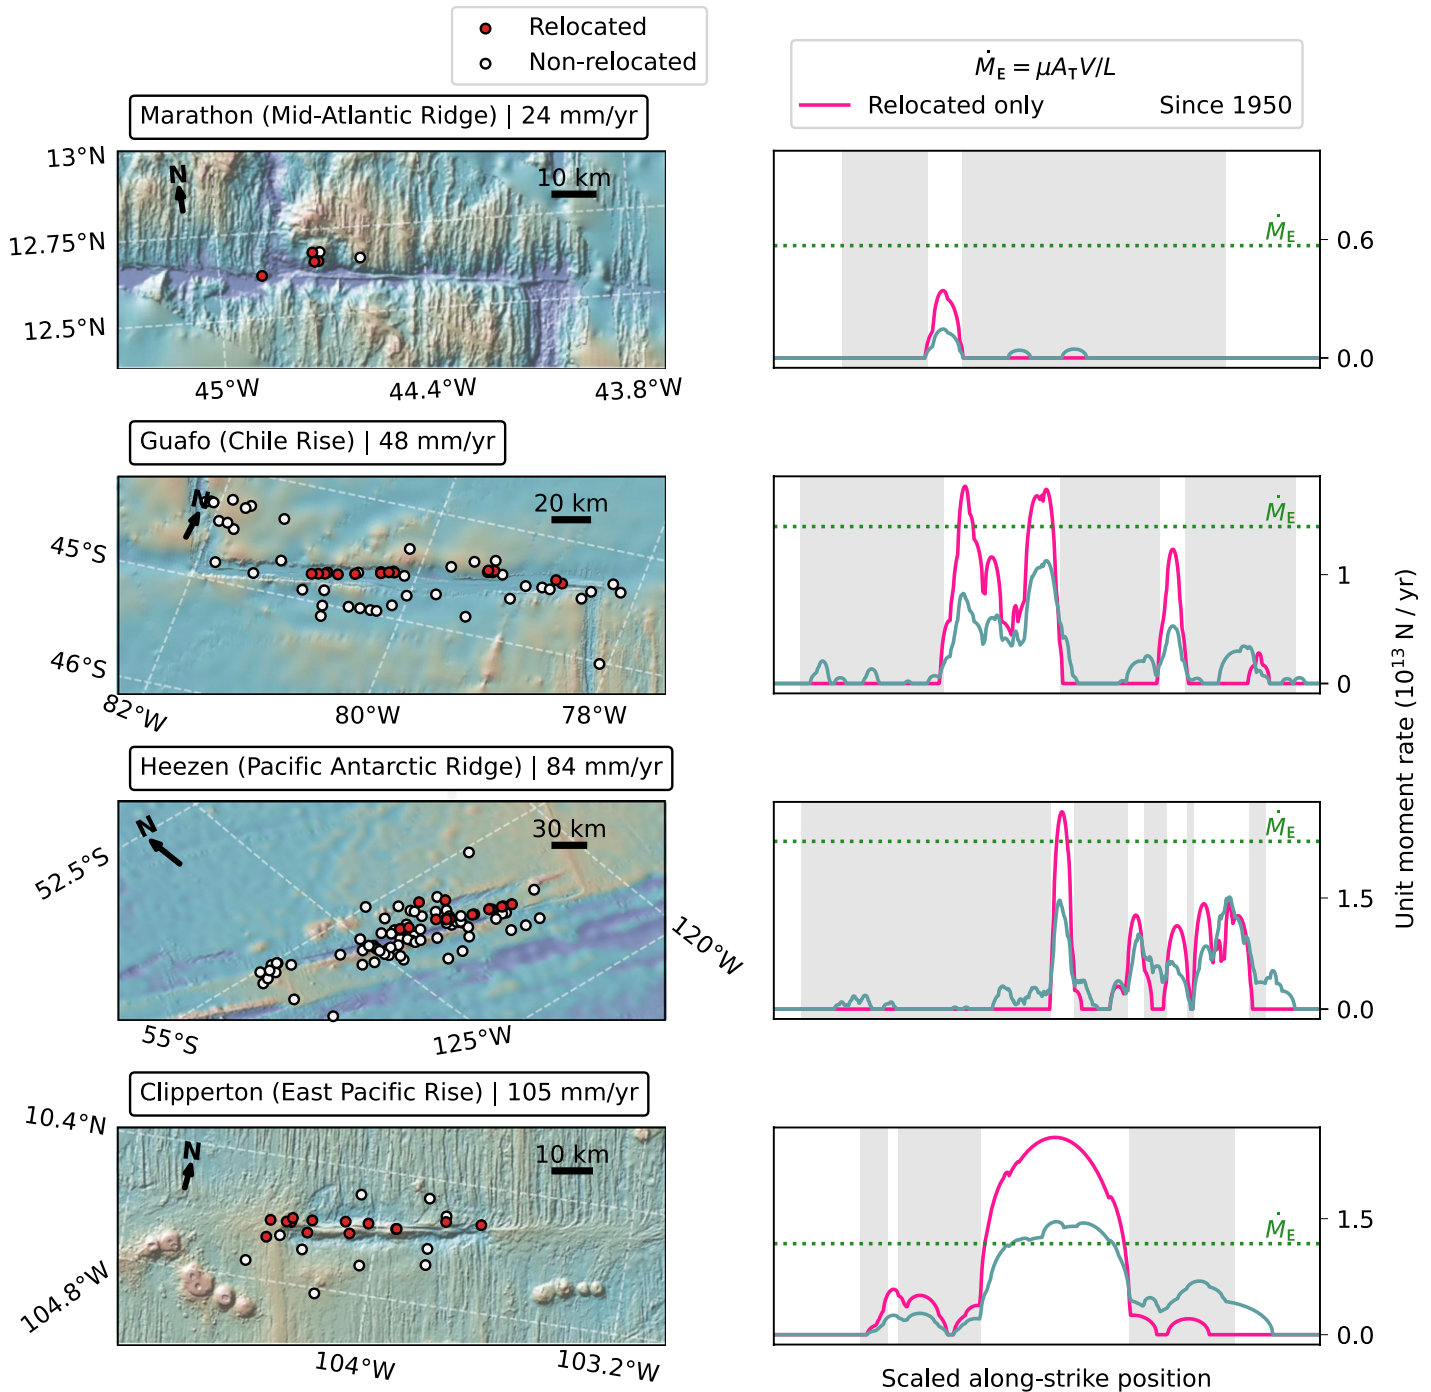 Relocated
Non-relocated
Ṁ_E = μA_TV/L
Relocated only
Since 1950
Marathon (Mid-Atlantic Ridge) | 24 mm/yr
13°N
12.75°N
12.5°N
N
10 km
45°W
44.4°W
43.8°W
Ṁ_E
0.6
0.0
Guafo (Chile Rise) | 48 mm/yr
N
20 km
45°S
46°S
82°W
80°W
78°W
Ṁ_E
1
0
Heezen (Pacific Antarctic Ridge) | 84 mm/yr
N
30 km
52.5°S
55°S
125°W
120°W
Ṁ_E
1.5
0.0
Unit moment rate (10¹³ N / yr)
Clipperton (East Pacific Rise) | 105 mm/yr
10.4°N
N
10 km
104.8°W
104°W
103.2°W
Ṁ_E
1.5
0.0
Scaled along-strike position